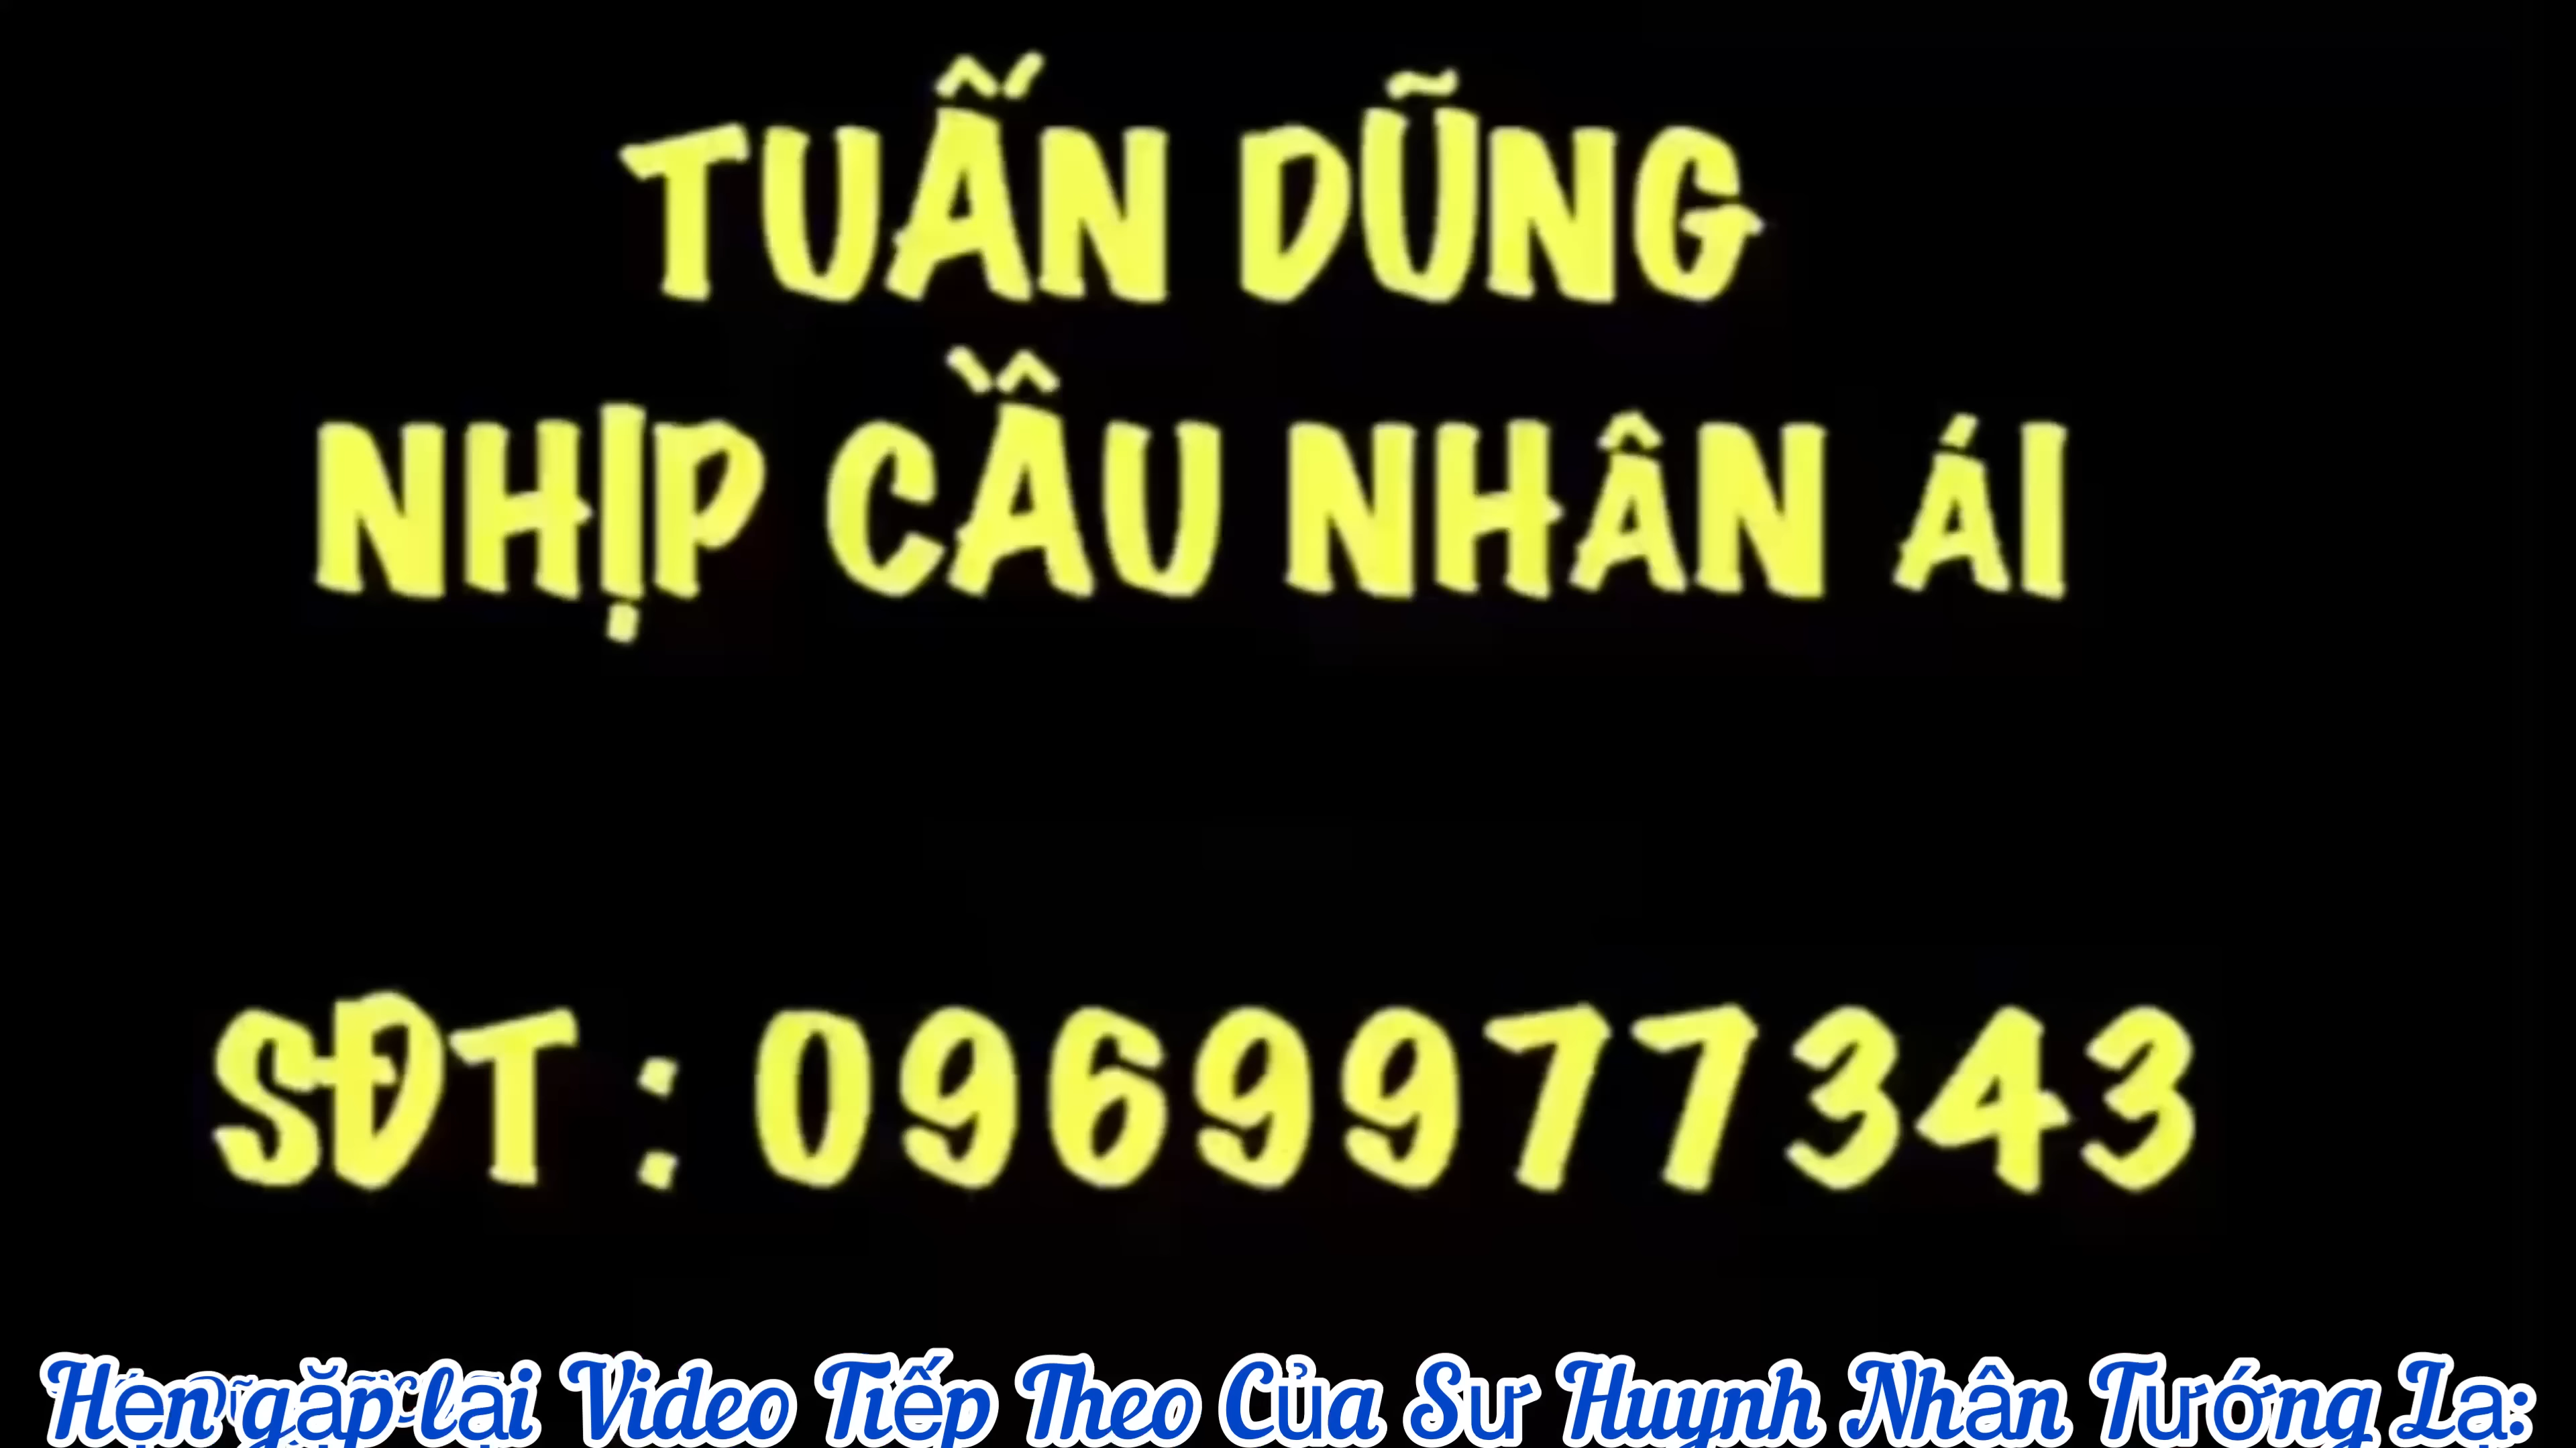 TUẤN DŨNG
NHỊP CẦU NHÂN ÁI
SĐT : 0969977343
Hẹn gặp lại Video Tiếp Theo Của Sư Huynh Nhân Tướng Lạ: